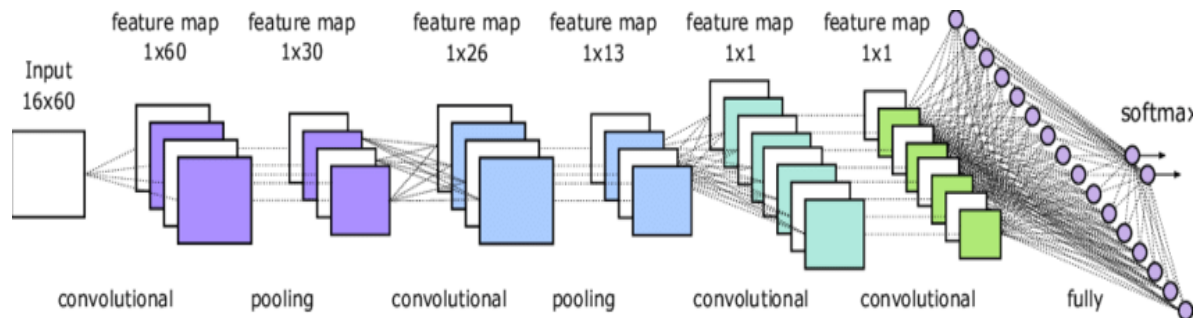 feature map feature map feature map feature map feature map feature map
1x60 1x30 1x26 1x13 1x1 1x1
Input
16x60
softmax
convolutional pooling convolutional pooling convolutional convolutional fully